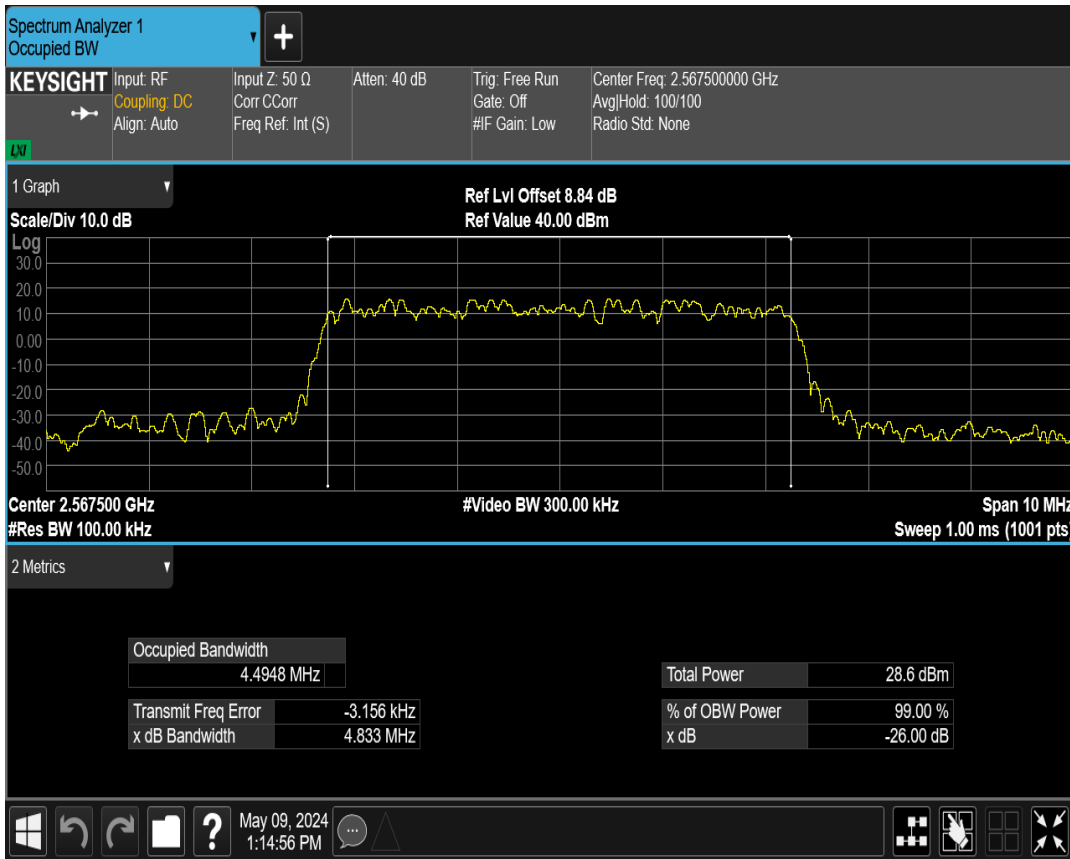 Spectrum Analyzer 1
Occupied BW
+
KEYSIGHT
LXI
Input: RF
Coupling: DC
Align: Auto
Input Z: 50 Ω
Corr CCorr
Freq Ref: Int (S)
Atten: 40 dB
Trig: Free Run
Gate: Off
#IF Gain: Low
Center Freq: 2.567500000 GHz
Avg|Hold: 100/100
Radio Std: None
1 Graph
Scale/Div 10.0 dB
Ref Lvl Offset 8.84 dB
Ref Value 40.00 dBm
Log
30.0
20.0
10.0
0.00
-10.0
-20.0
-30.0
-40.0
-50.0
Center 2.567500 GHz
#Video BW 300.00 kHz
Span 10 MHz
#Res BW 100.00 kHz
Sweep 1.00 ms (1001 pts)
2 Metrics
Occupied Bandwidth
4.4948 MHz
Total Power 28.6 dBm
Transmit Freq Error -3.156 kHz
% of OBW Power 99.00 %
x dB Bandwidth 4.833 MHz
x dB -26.00 dB
?
May 09, 2024
1:14:56 PM